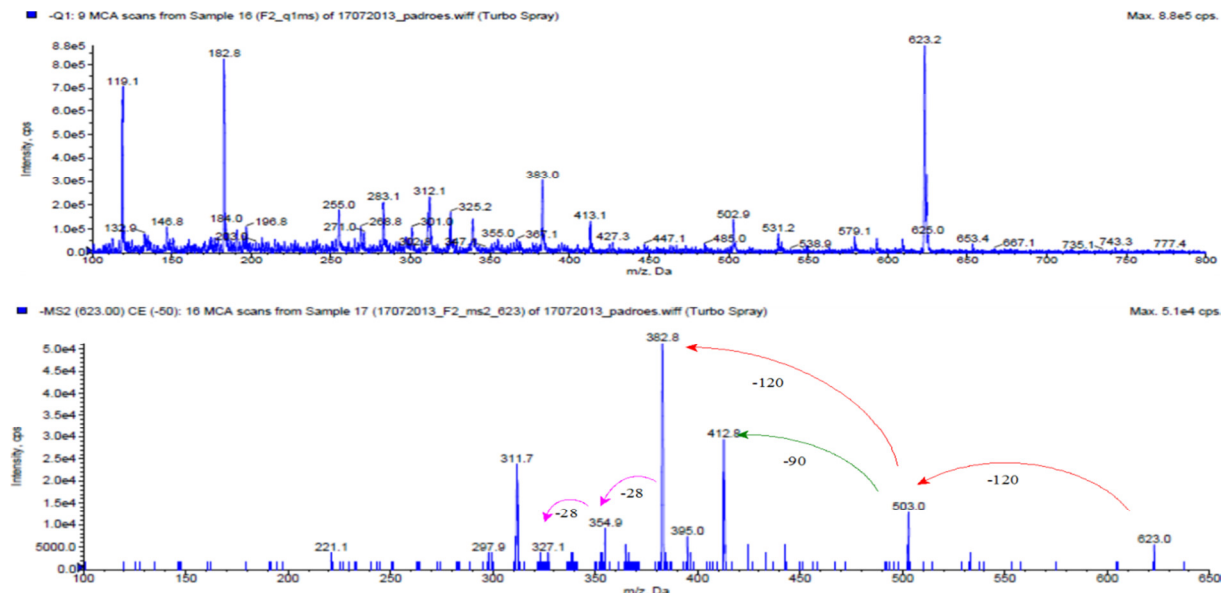 -Q1: 9 MCA scans from Sample 16 (F2_q1ms) of 17072013_padroes.wiff (Turbo Spray)
Max. 8.8e5 cps.
8.8e5
8.0e5
7.0e5
6.0e5
5.0e5
4.0e5
3.0e5
2.0e5
1.0e5
0.0
Intensity, cps
119.1
132.9
146.8
182.8
184.0
196.8
255.0
271.0
268.8
283.1
301.0
312.1
325.2
355.0
367.1
383.0
413.1
427.3
447.1
485.0
502.9
531.2
538.9
579.1
623.2
625.0
653.4
667.1
735.1
743.3
777.4
100
150
200
250
300
350
400
450
500
550
600
650
700
750
800
m/z, Da
-MS2 (623.00) CE (-50): 16 MCA scans from Sample 17 (17072013_F2_ms2_623) of 17072013_padroes.wiff (Turbo Spray)
Max. 5.1e4 cps.
5.0e4
4.5e4
4.0e4
3.5e4
3.0e4
2.5e4
2.0e4
1.5e4
1.0e4
5000.0
0.0
Intensity, cps
221.1
297.9
311.7
327.1
354.9
382.8
395.0
412.8
503.0
623.0
-28
-28
-120
-90
-120
100
150
200
250
300
350
400
450
500
550
600
650
m/z, Da